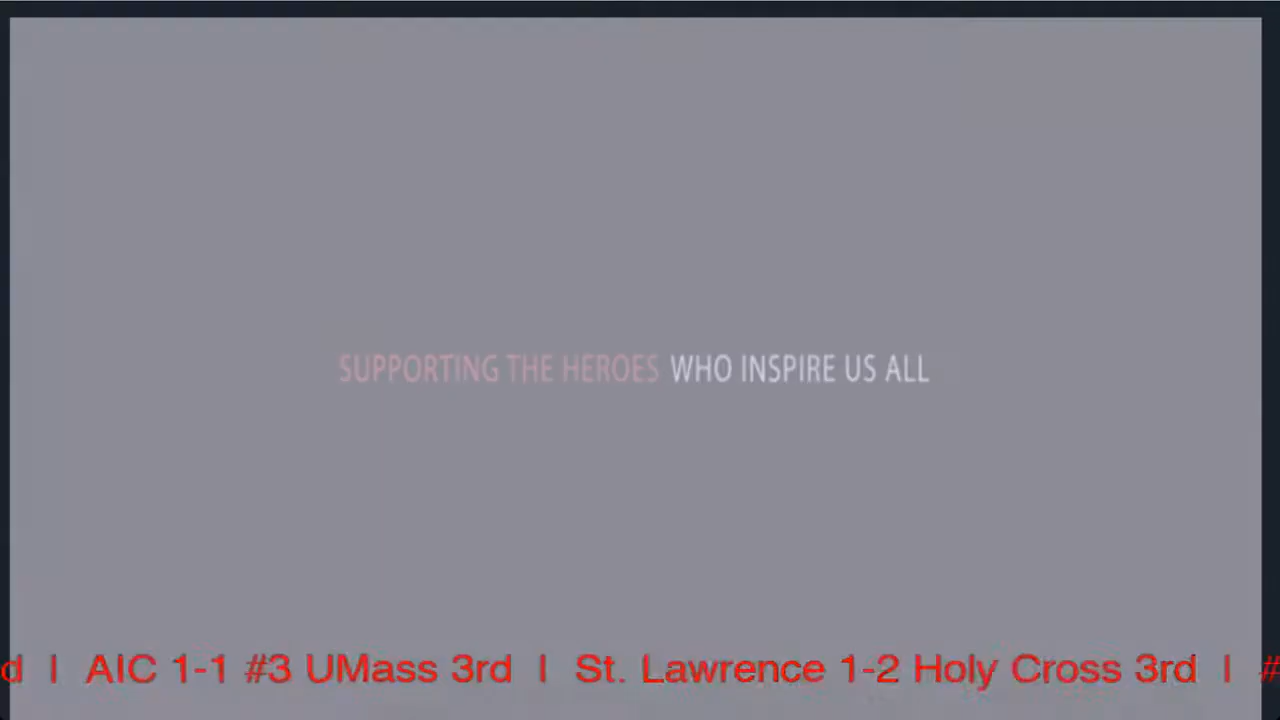 SUPPORTING THE HEROES WHO INSPIRE US ALL
d | AIC 1-1 #3 UMass 3rd | St. Lawrence 1-2 Holy Cross 3rd | #